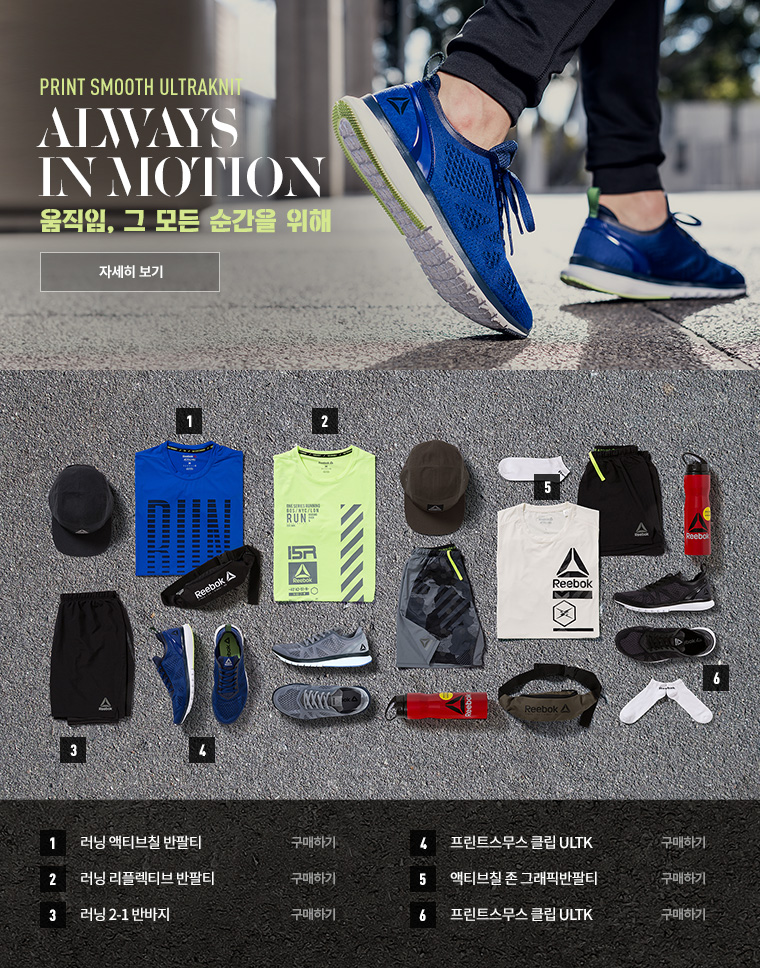 PRINT SMOOTH ULTRAKNIT
ALWAYS
IN MOTION
움직임, 그 모든 순간을 위해
자세히 보기
1
2
RUN
RUN
ISR
Reebok
Reebok
5
Reebok
Reebok
Reebok
Reebok
Reebok
6
Reebok
3
4
1 러닝 액티브칠 반팔티 구매하기
4 프린트스무스 클립 ULTK 구매하기
2 러닝 리플렉티브 반팔티 구매하기
5 액티브칠 존 그래픽반팔티 구매하기
3 러닝 2-1 반바지 구매하기
6 프린트스무스 클립 ULTK 구매하기